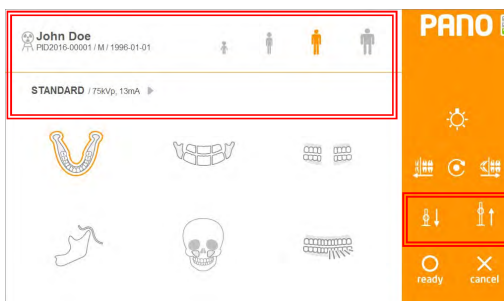 John Doe
PID2016-00001 / M / 1996-01-01
STANDARD / 75kVp, 13mA
PANO
ready
cancel